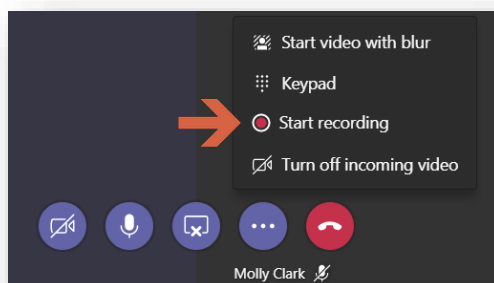 Start video with blur
Keypad
Start recording
Turn off incoming video
Molly Clark